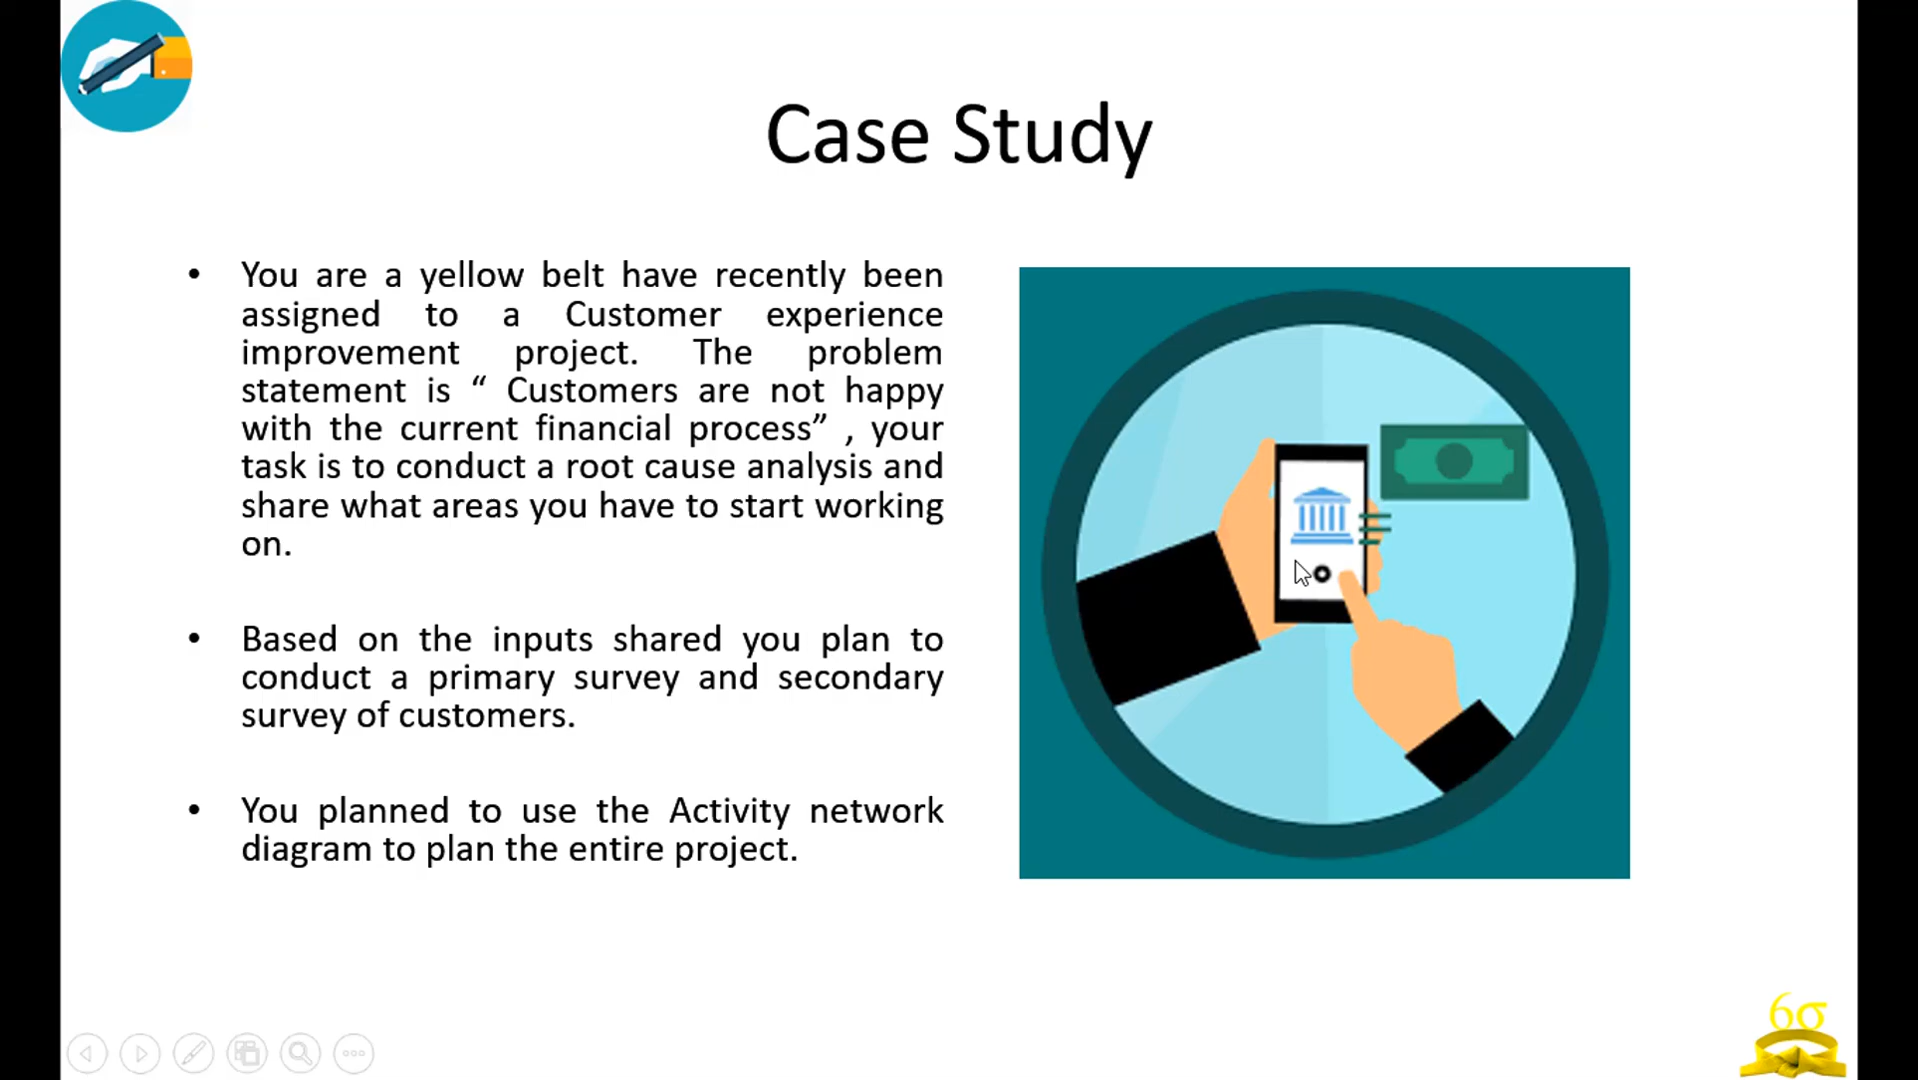 Case Study
• You are a yellow belt have recently been
assigned to a Customer experience
improvement project. The problem
statement is “ Customers are not happy
with the current financial process” , your
task is to conduct a root cause analysis and
share what areas you have to start working
on.
• Based on the inputs shared you plan to
conduct a primary survey and secondary
survey of customers.
• You planned to use the Activity network
diagram to plan the entire project.
6σ